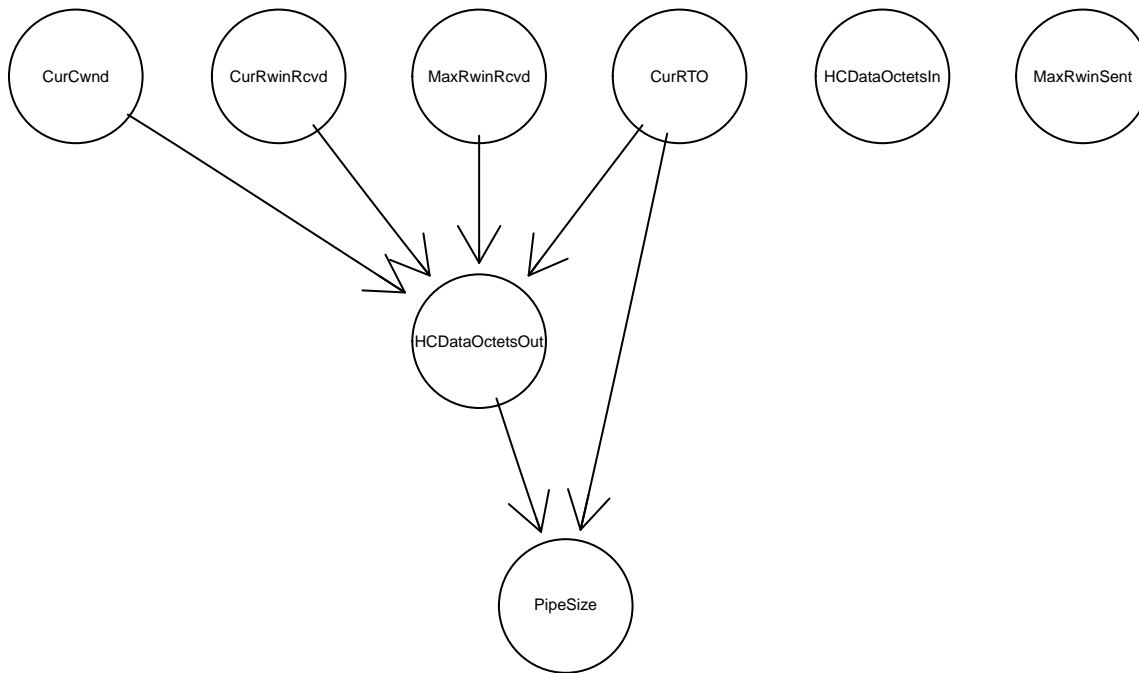 CurCwnd
CurRwinRcvd
MaxRwinRcvd
CurRTO
HCDataOctetsIn
MaxRwinSent
HCDataOctetsOut
PipeSize